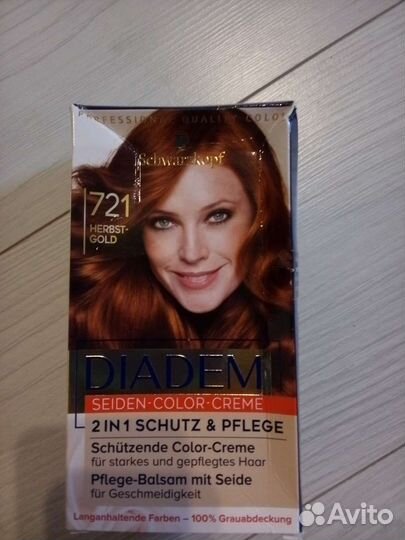 PROFESSIONAL QUALITY COLOR
Schwarzkopf
721
HERBST-
GOLD
DIADEM
SEIDEN-COLOR-CREME
2 IN 1 SCHUTZ & PFLEGE
Schützende Color-Creme
für starkes und gepflegtes Haar
Pflege-Balsam mit Seide
für Geschmeidigkeit
Langanhaltende Farben – 100% Grauabdeckung
Avito